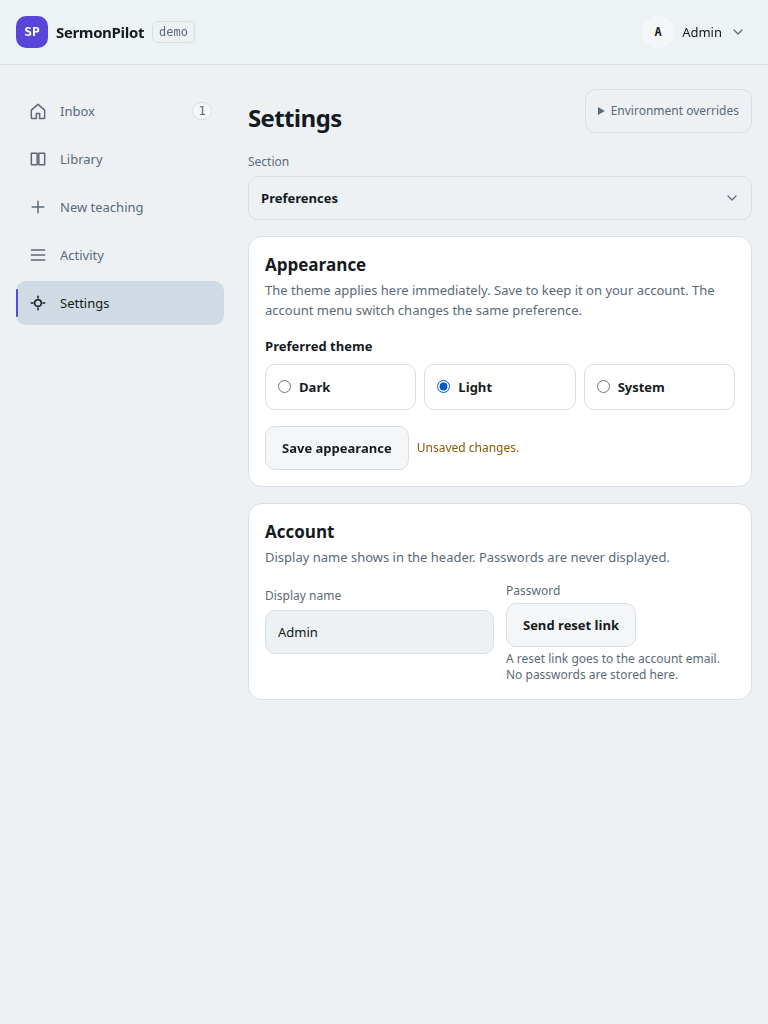 SP SermonPilot demo
A Admin
Inbox 1
Library
New teaching
Activity
Settings
Settings
Environment overrides
Section
Preferences
Appearance
The theme applies here immediately. Save to keep it on your account. The
account menu switch changes the same preference.
Preferred theme
Dark
Light
System
Save appearance
Unsaved changes.
Account
Display name shows in the header. Passwords are never displayed.
Display name
Admin
Password
Send reset link
A reset link goes to the account email.
No passwords are stored here.